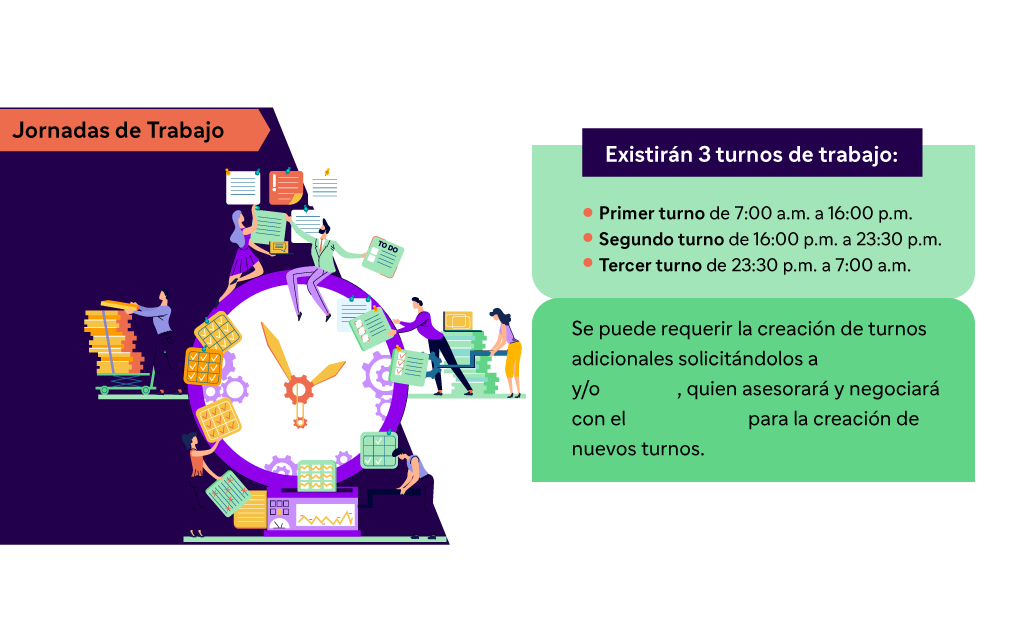 Jornadas de Trabajo
TO DO
Existirán 3 turnos de trabajo:
Primer turno de 7:00 a.m. a 16:00 p.m.
Segundo turno de 16:00 p.m. a 23:30 p.m.
Tercer turno de 23:30 p.m. a 7:00 a.m.
Se puede requerir la creación de turnos
adicionales solicitándolos a
y/o , quien asesorará y negociará
con el para la creación de
nuevos turnos.